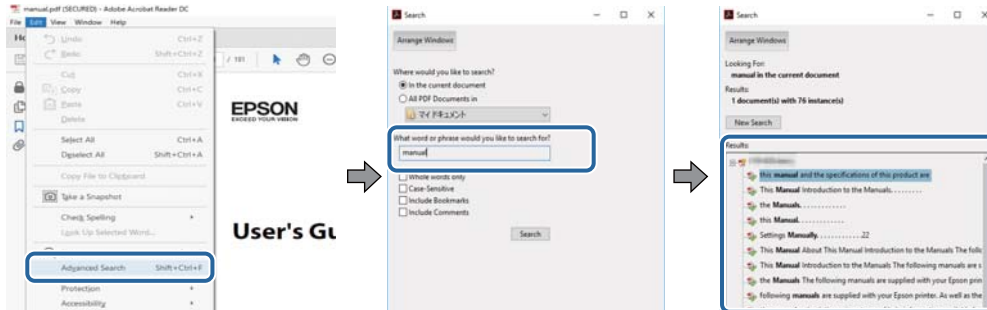 manual.pdf (SECURED) - Adobe Acrobat Reader DC
File Edit View Window Help
Undo Ctrl+Z
Redo Shift+Ctrl+Z
/ 181
Cut Ctrl+X
Copy Ctrl+C
Paste Ctrl+V
Delete
Select All Ctrl+A
Deselect All Shift+Ctrl+A
Copy File to Clipboard
Take a Snapshot
Check Spelling
Look Up Selected Word...
Advanced Search Shift+Ctrl+F
Protection
Accessibility
EPSON
EXCEED YOUR VISION
User's Gu
Search
Arrange Windows
Where would you like to search?
In the current document
All PDF Documents in
マイ ドキュメント
What word or phrase would you like to search for?
manual
Whole words only
Case-Sensitive
Include Bookmarks
Include Comments
Search
Search
Arrange Windows
Looking For:
manual in the current document
Results:
1 document(s) with 76 instance(s)
New Search
Results:
this manual and the specifications of this product are
This Manual Introduction to the Manuals. . . . . . . . .
the Manuals. . . . . . . . . . . . .
this Manual. . . . . . . . . . . . .
Settings Manually. . . . . . . . . . . . 22
This Manual About This Manual Introduction to the Manuals The follo
This Manual Introduction to the Manuals The following manuals are s
the Manuals The following manuals are supplied with your Epson prin
following manuals are supplied with your Epson printer. As well as the